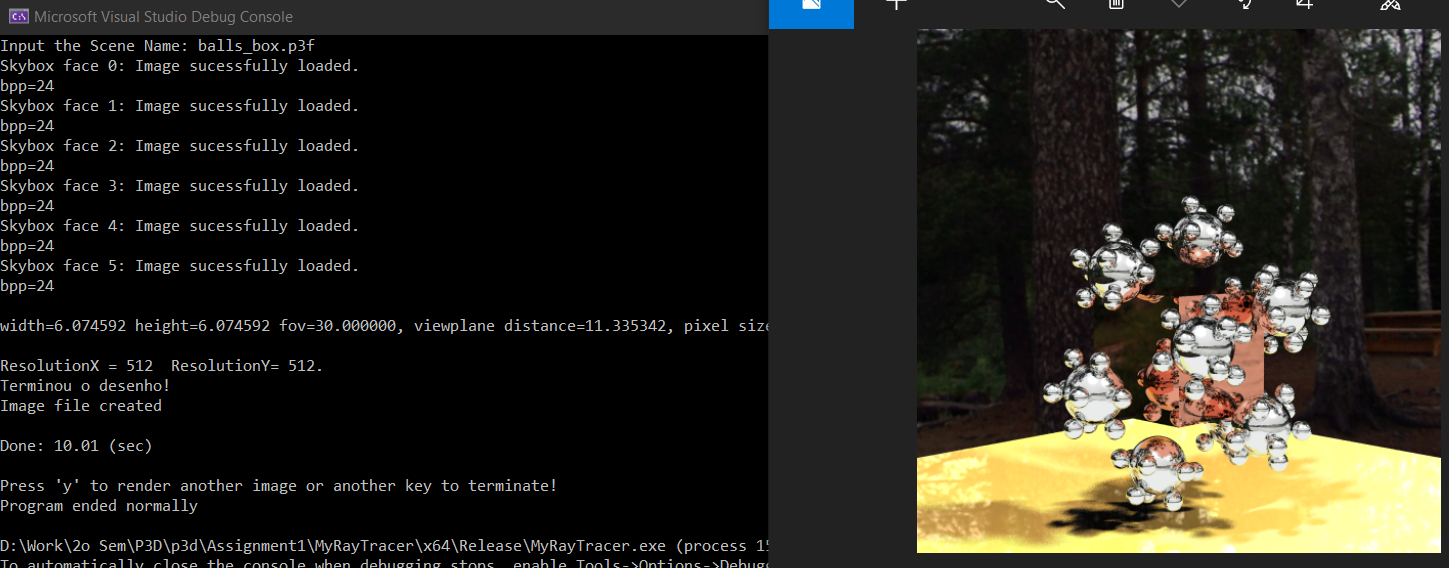 Microsoft Visual Studio Debug Console
Input the Scene Name: balls_box.p3f
Skybox face 0: Image sucessfully loaded.
bpp=24
Skybox face 1: Image sucessfully loaded.
bpp=24
Skybox face 2: Image sucessfully loaded.
bpp=24
Skybox face 3: Image sucessfully loaded.
bpp=24
Skybox face 4: Image sucessfully loaded.
bpp=24
Skybox face 5: Image sucessfully loaded.
bpp=24
width=6.074592 height=6.074592 fov=30.000000, viewplane distance=11.335342, pixel size
ResolutionX = 512  ResolutionY= 512.
Terminou o desenho!
Image file created
Done: 10.01 (sec)
Press 'y' to render another image or another key to terminate!
Program ended normally
D:\Work\2o Sem\P3D\p3d\Assignment1\MyRayTracer\x64\Release\MyRayTracer.exe (process 15
To automatically close the console when debugging stops, enable Tools->Options->Debugg